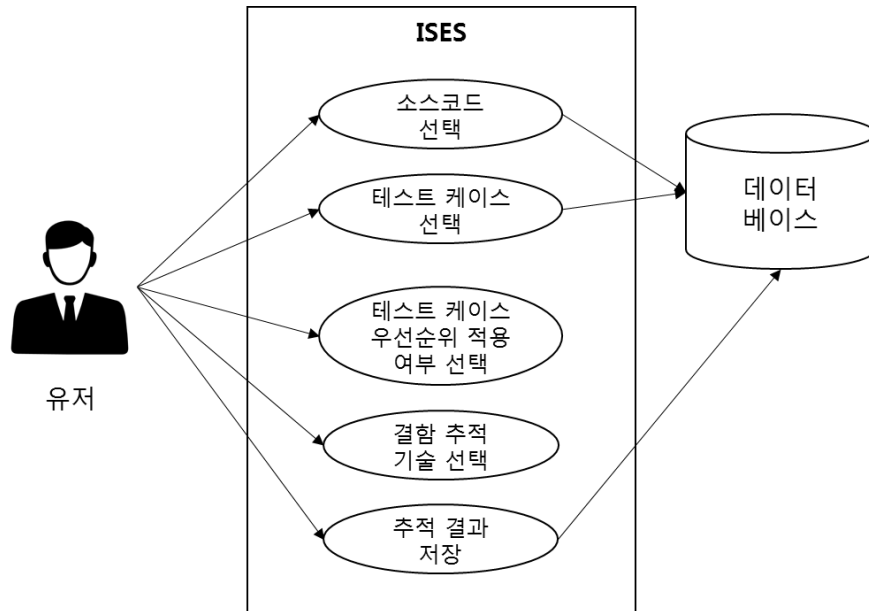 ISES
소스코드
선택
테스트 케이스
선택
테스트 케이스
우선순위 적용
여부 선택
결함 추적
기술 선택
추적 결과
저장
유저
데이터
베이스